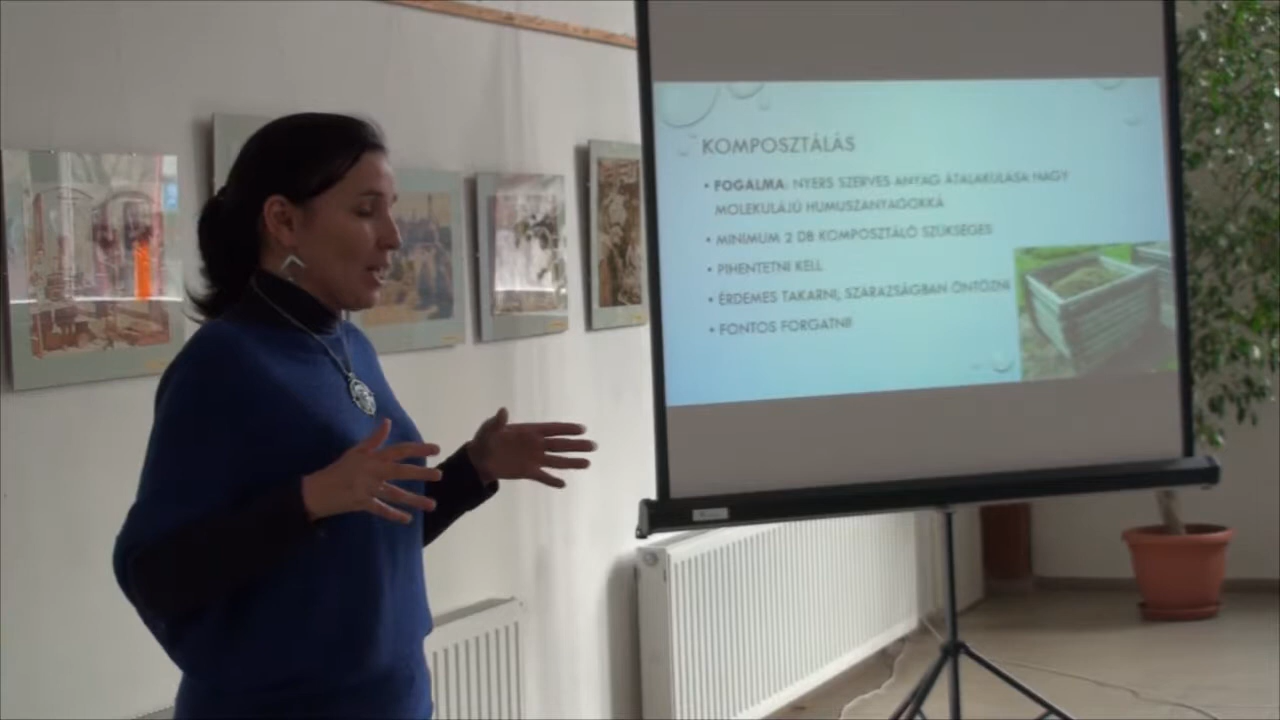 KOMPOSZTÁLÁS
• FOGALMA: NYERS SZERVES ANYAG ÁTALAKULÁSA NAGY
MOLEKULÁJÚ HUMUSZANYAGOKKÁ
• MINIMUM 2 DB KOMPOSZTÁLÓ SZÜKSÉGES
• PIHENTETNI KELL
• ÉRDEMES TAKARNI, SZÁRAZSÁGBAN ÖNTÖZNI
• FONTOS FORGATNI!